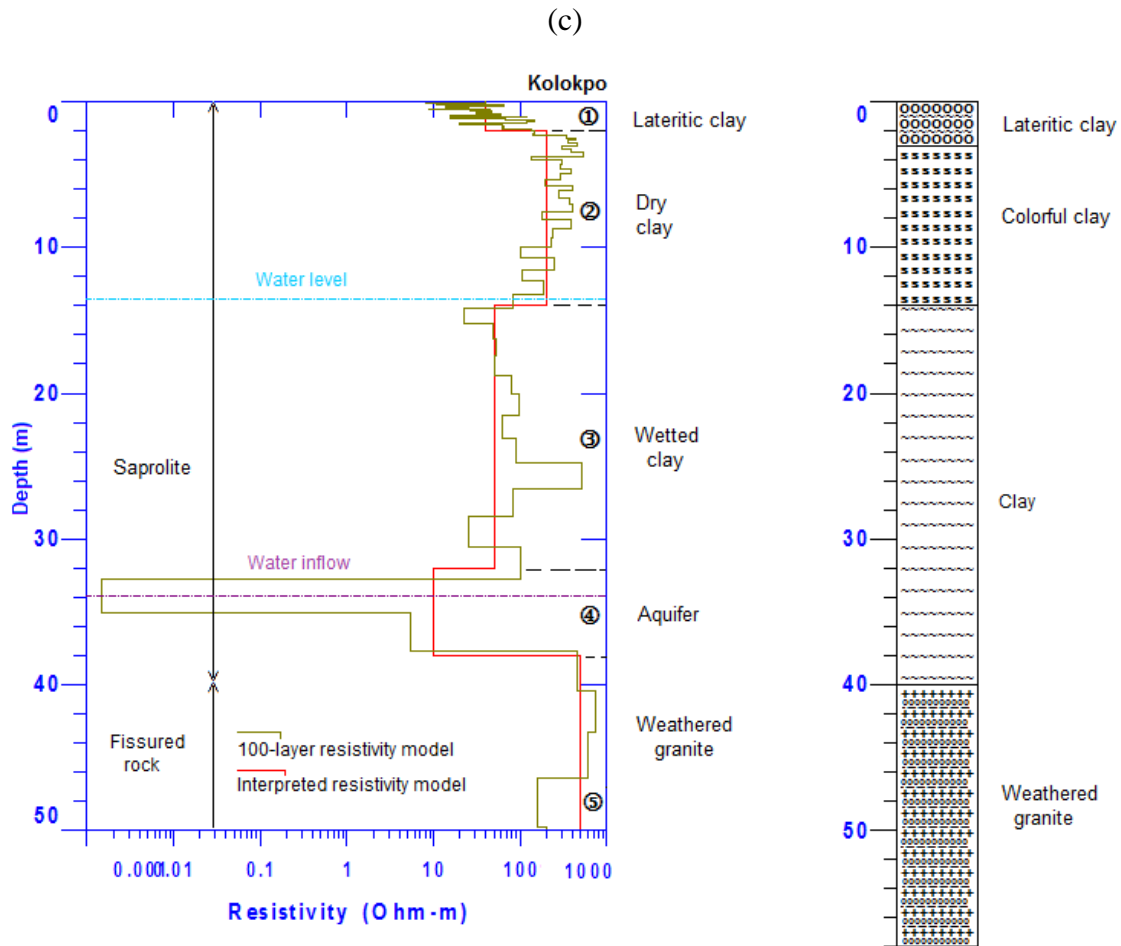 (c)
Kolokpo
0
①
Lateritic clay
②
Dry
clay
10
Water level
20
③
Wetted
clay
Depth (m)
Saprolite
30
Water inflow
④
Aquifer
40
Fissured
rock
100-layer resistivity model
Interpreted resistivity model
Weathered
granite
⑤
50
0.0001 0.01 0.1 1 10 100 1000
Resistivity (Ohm-m)
0
Lateritic clay
Colorful clay
10
20
Clay
30
40
Weathered
granite
50